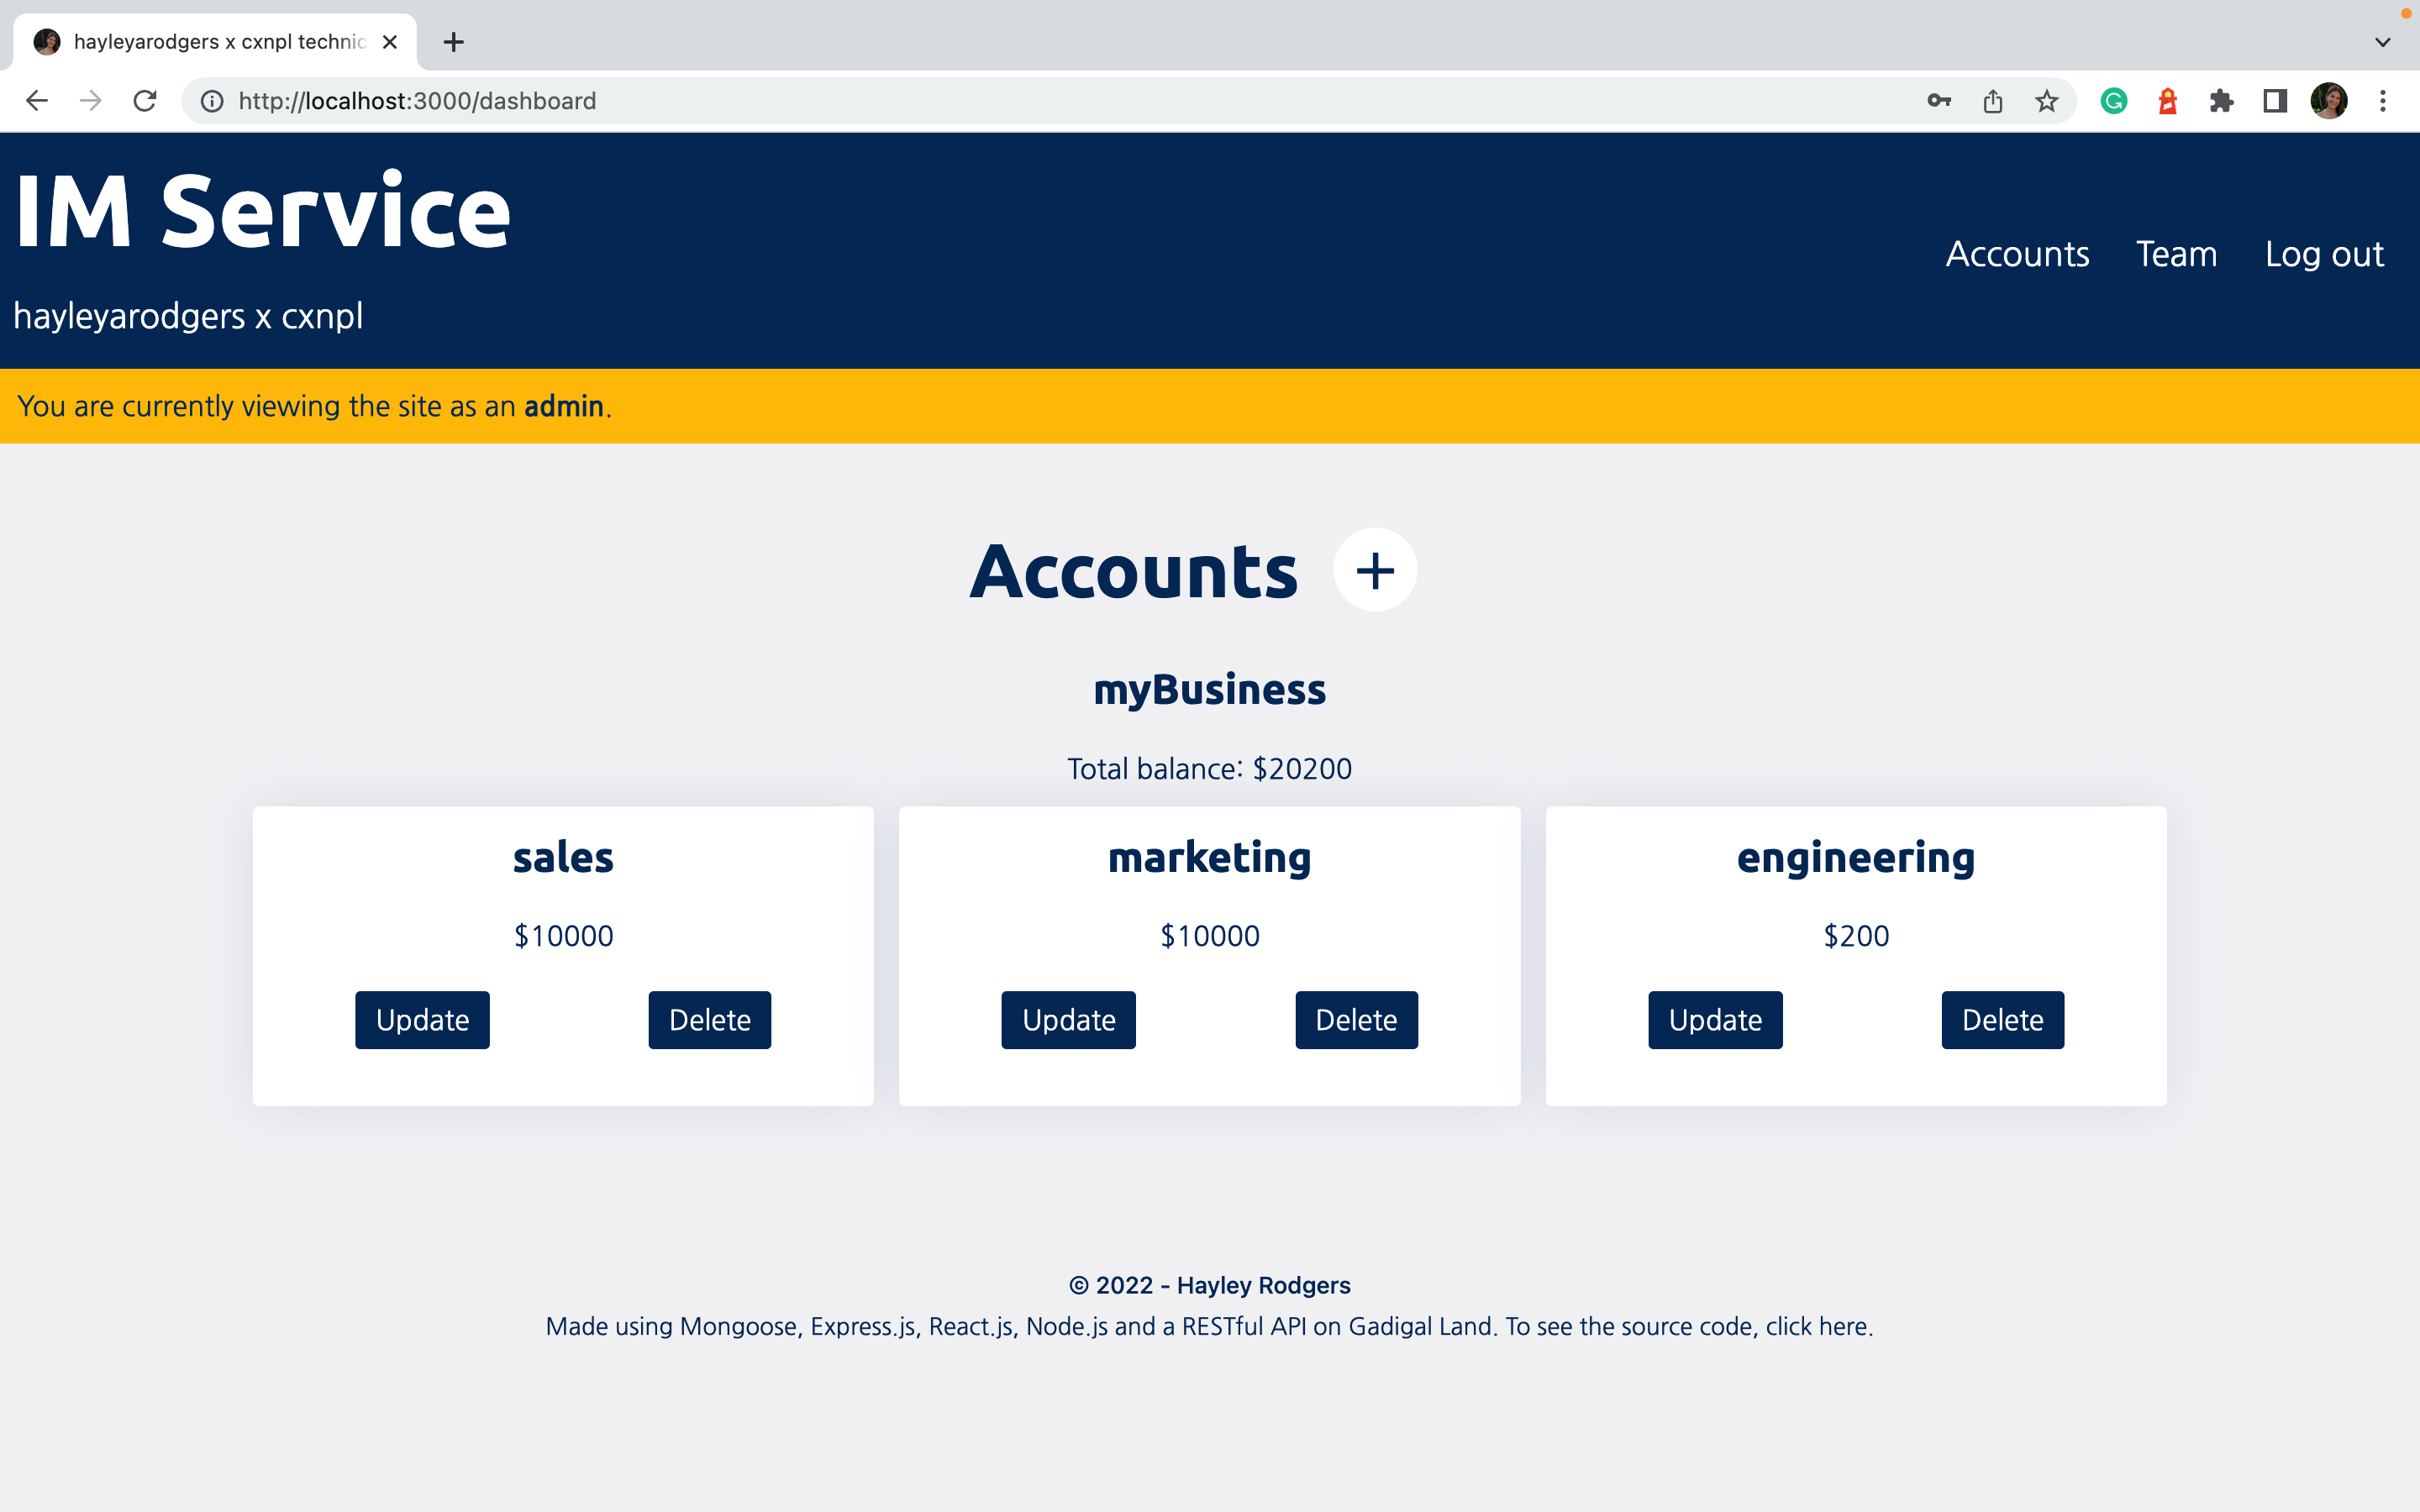 hayleyarodgers x cxnpl technic
http://localhost:3000/dashboard
IM Service
hayleyarodgers x cxnpl
Accounts Team Log out
You are currently viewing the site as an admin.
Accounts +
myBusiness
Total balance: $20200
sales
$10000
Update Delete
marketing
$10000
Update Delete
engineering
$200
Update Delete
© 2022 - Hayley Rodgers
Made using Mongoose, Express.js, React.js, Node.js and a RESTful API on Gadigal Land. To see the source code, click here.